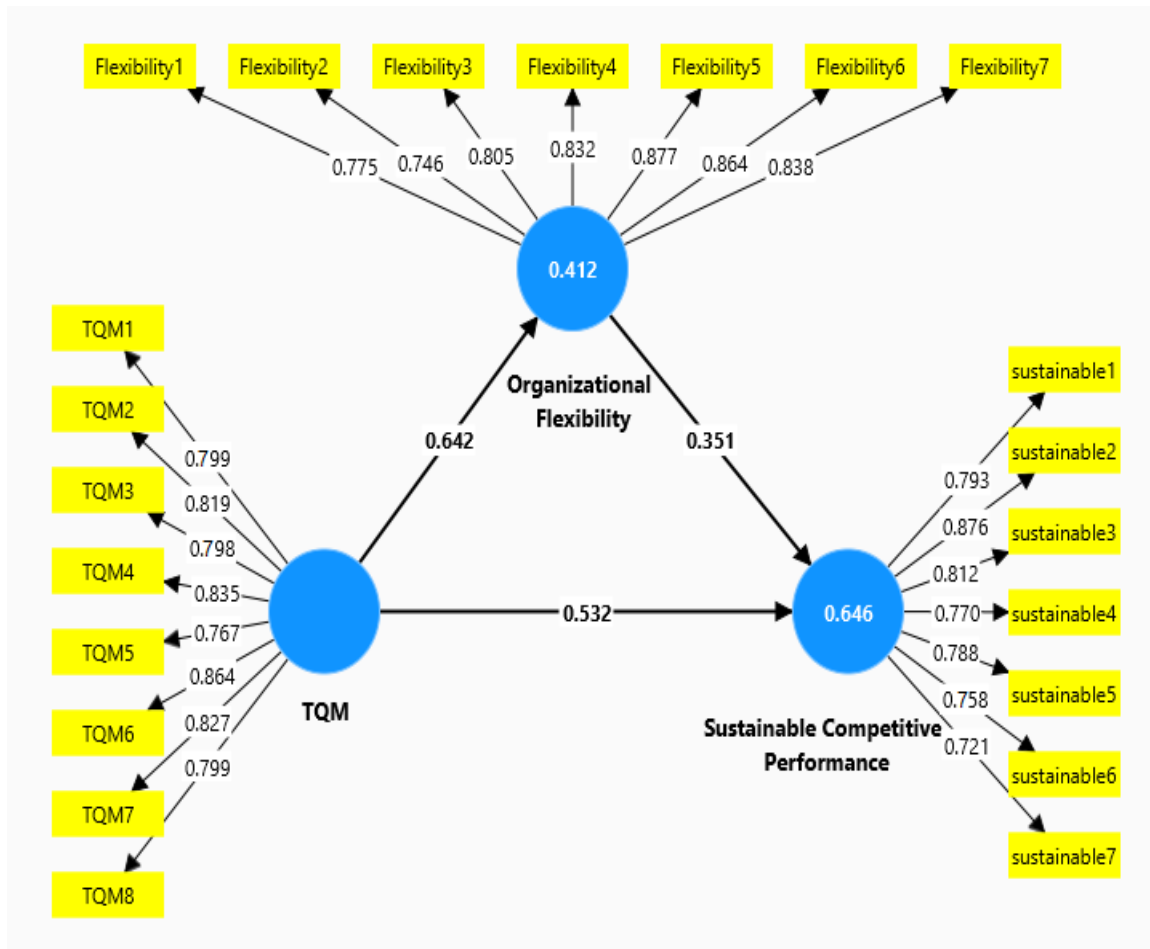 Flexibility1 Flexibility2 Flexibility3 Flexibility4 Flexibility5 Flexibility6 Flexibility7
0.775 0.746 0.805 0.832 0.877 0.864 0.838
0.412
Organizational
Flexibility
0.642
0.351
TQM1
TQM2
TQM3
TQM4
TQM5
TQM6
TQM7
TQM8
0.799
0.819
0.798
0.835
0.767
0.864
0.827
0.799
TQM
0.532
0.646
Sustainable Competitive
Performance
0.793
0.876
0.812
0.770
0.788
0.758
0.721
sustainable1
sustainable2
sustainable3
sustainable4
sustainable5
sustainable6
sustainable7